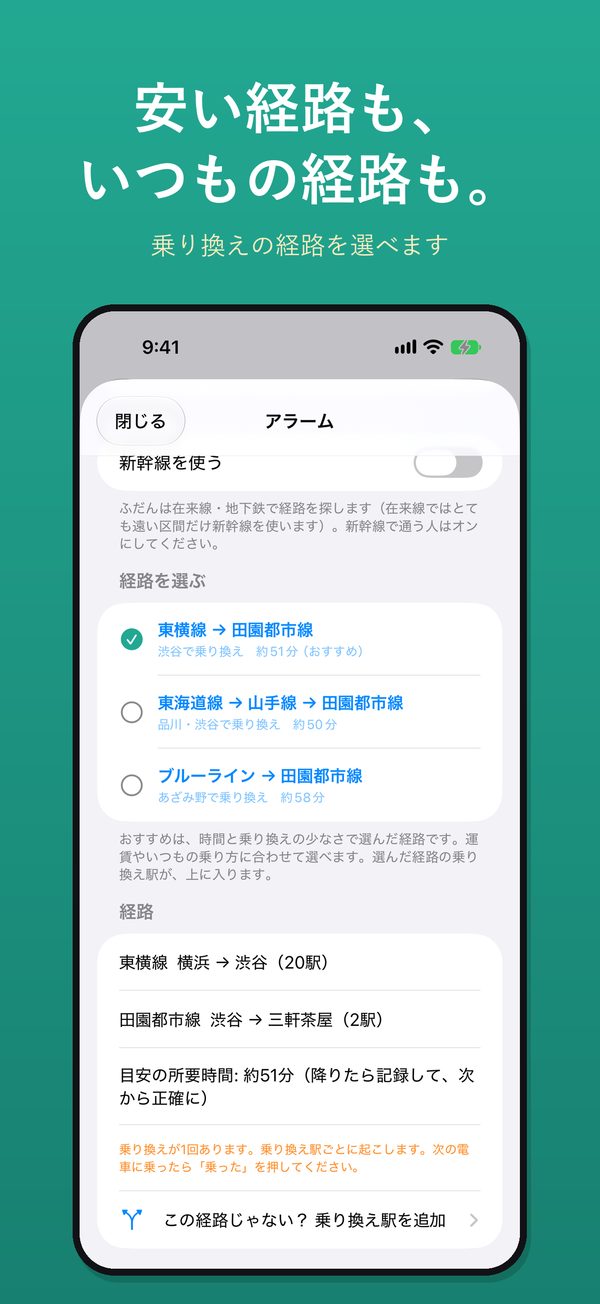 安い経路も、
いつもの経路も。
乗り換えの経路を選べます
9:41
閉じる
アラーム
新幹線を使う
ふだんは在来線・地下鉄で経路を探します（在来線ではとて
も遠い区間だけ新幹線を使います）。新幹線で通う人はオン
にしてください。
経路を選ぶ
東横線 → 田園都市線
渋谷で乗り換え　約51分（おすすめ）
東海道線 → 山手線 → 田園都市線
品川・渋谷で乗り換え　約50分
ブルーライン → 田園都市線
あざみ野で乗り換え　約58分
おすすめは、時間と乗り換えの少なさで選んだ経路です。運
賃やいつもの乗り方に合わせて選べます。選んだ経路の乗り
換え駅が、上に入ります。
経路
東横線 横浜 → 渋谷（20駅）
田園都市線 渋谷 → 三軒茶屋（2駅）
目安の所要時間: 約51分（降りたら記録して、次
から正確に）
乗り換えが1回あります。乗り換え駅ごとに起こします。次の電
車に乗ったら「乗った」を押してください。
この経路じゃない？ 乗り換え駅を追加